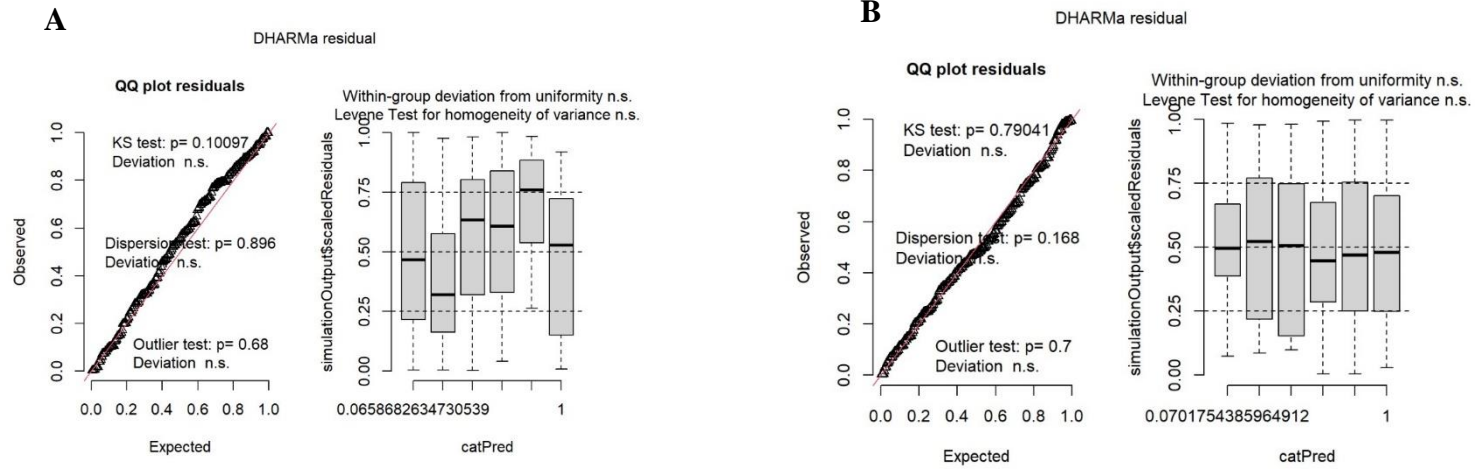 A
DHARMa residual
QQ plot residuals
KS test: p= 0.10097
Deviation n.s.
Dispersion test: p= 0.896
Deviation n.s.
Outlier test: p= 0.68
Deviation n.s.
Observed
0.0 0.2 0.4 0.6 0.8 1.0
0.0 0.2 0.4 0.6 0.8 1.0
Expected
Within-group deviation from uniformity n.s.
Levene Test for homogeneity of variance n.s.
simulationOutput$scaledResiduals
0.00 0.25 0.50 0.75 1.00
0.0658682634730539 1
catPred
B
DHARMa residual
QQ plot residuals
KS test: p= 0.79041
Deviation n.s.
Dispersion test: p= 0.168
Deviation n.s.
Outlier test: p= 0.7
Deviation n.s.
Observed
0.0 0.2 0.4 0.6 0.8 1.0
0.0 0.2 0.4 0.6 0.8 1.0
Expected
Within-group deviation from uniformity n.s.
Levene Test for homogeneity of variance n.s.
simulationOutput$scaledResiduals
0.00 0.25 0.50 0.75 1.00
0.0701754385964912 1
catPred